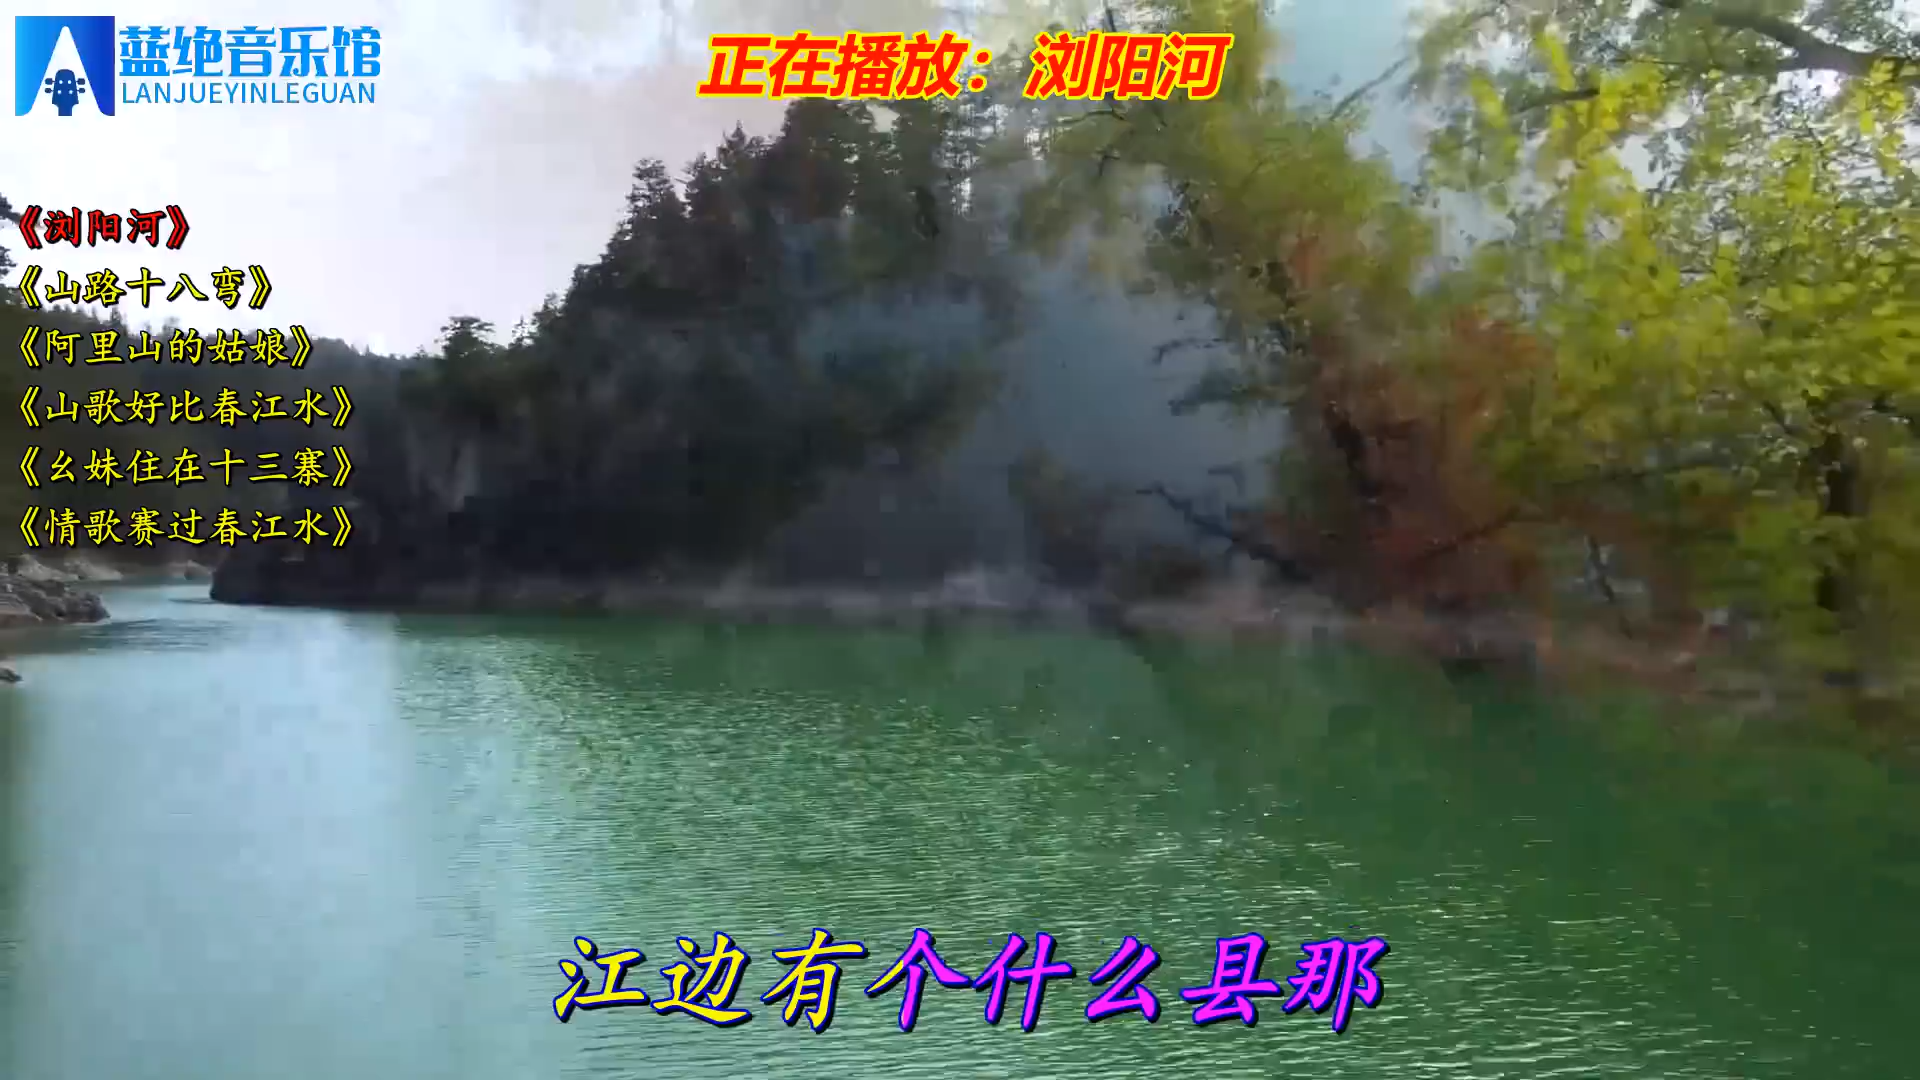 蓝绝音乐馆
LANJUEYINLEGUAN
正在播放：浏阳河
《浏阳河》
《山路十八弯》
《阿里山的姑娘》
《山歌好比春江水》
《幺妹住在十三寨》
《情歌赛过春江水》
江边有个什么县那